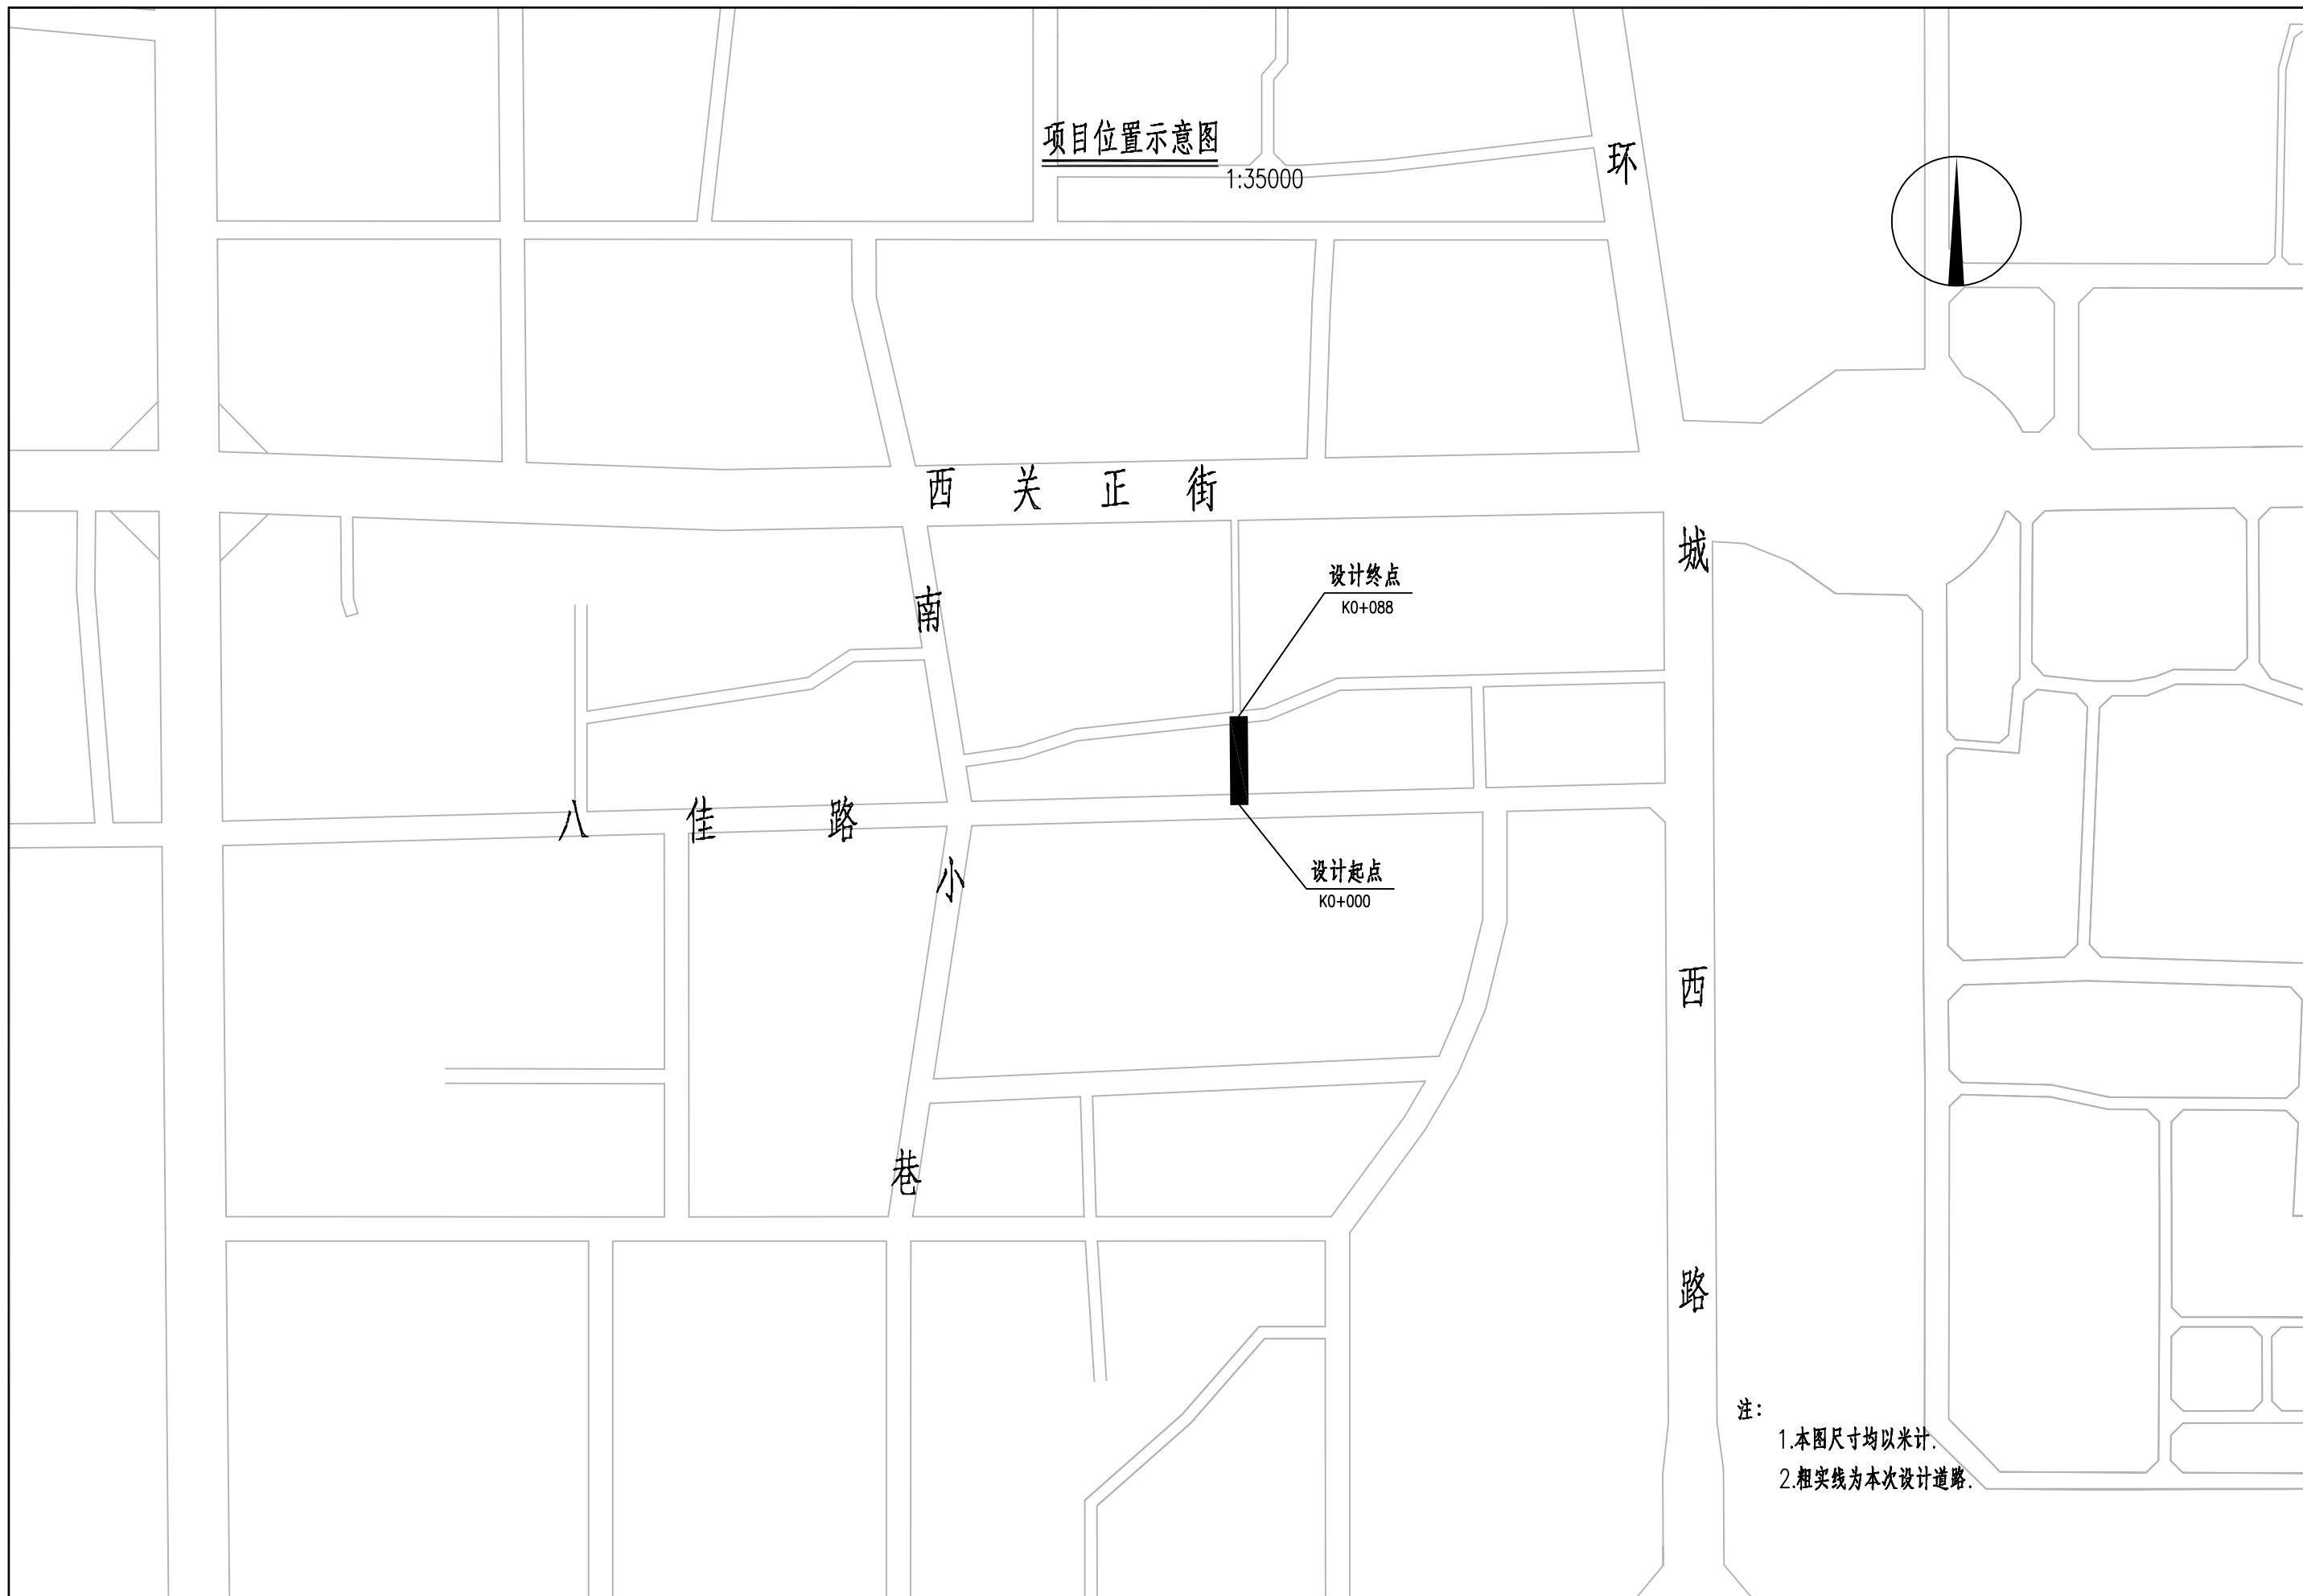 项目位置示意图
1:35000
环城西路
西关正街
南小巷
八佳路
设计终点
K0+088
设计起点
K0+000
注：
1.本图尺寸均以米计.
2.粗实线为本次设计道路.